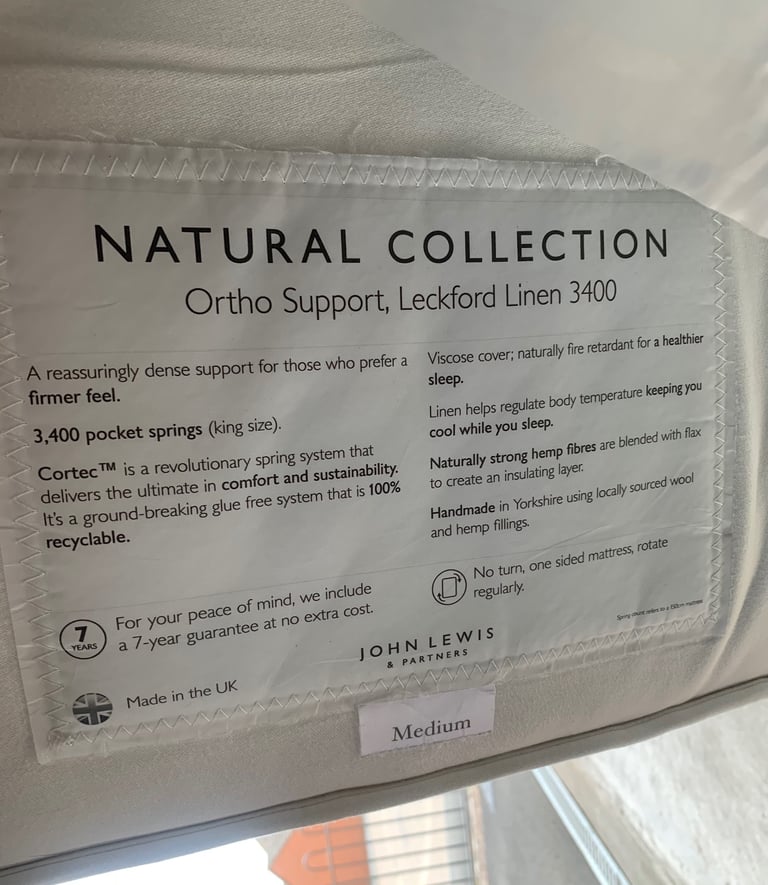 NATURAL COLLECTION
Ortho Support, Leckford Linen 3400
A reassuringly dense support for those who prefer a
firmer feel.
3,400 pocket springs (king size).
Cortec™ is a revolutionary spring system that
delivers the ultimate in comfort and sustainability.
It's a ground-breaking glue free system that is 100%
recyclable.
Viscose cover; naturally fire retardant for a healthier
sleep.
Linen helps regulate body temperature keeping you
cool while you sleep.
Naturally strong hemp fibres are blended with flax
to create an insulating layer.
Handmade in Yorkshire using locally sourced wool
and hemp fillings.
7
YEARS
For your peace of mind, we include
a 7-year guarantee at no extra cost.
No turn, one sided mattress, rotate
regularly.
Spring count refers to a 150cm mattress
JOHN LEWIS
& PARTNERS
Made in the UK
Medium